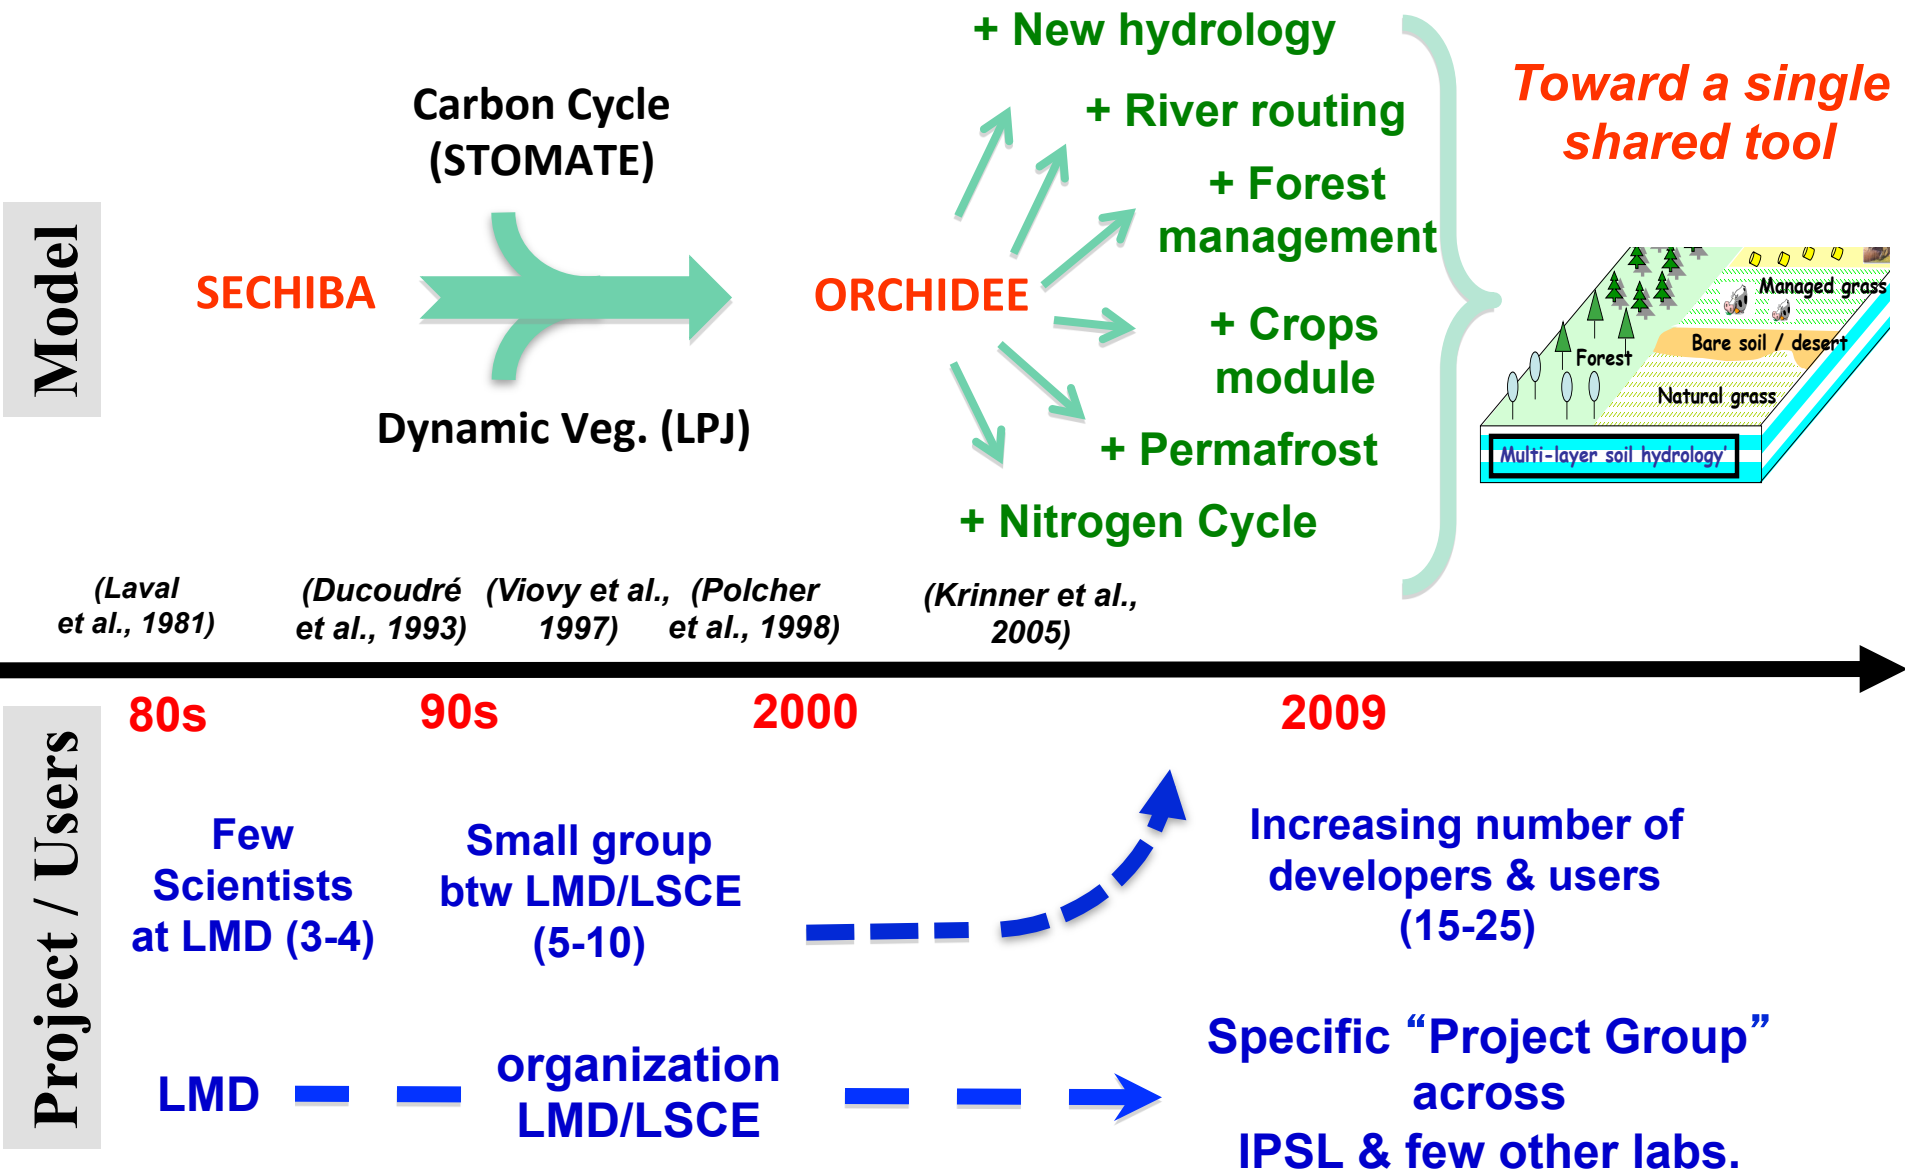 Model
Carbon Cycle
(STOMATE)
SECHIBA
Dynamic Veg. (LPJ)
ORCHIDEE
+ New hydrology
+ River routing
+ Forest
management
+ Crops
module
+ Permafrost
+ Nitrogen Cycle
Toward a single
shared tool
Managed grass
Bare soil / desert
Forest
Natural grass
Multi-layer soil hydrology'
(Laval
et al., 1981)
(Ducoudré
et al., 1993)
(Viovy et al.,
1997)
(Polcher
et al., 1998)
(Krinner et al.,
2005)
80s
90s
2000
2009
Project / Users
Few
Scientists
at LMD (3-4)
Small group
btw LMD/LSCE
(5-10)
Increasing number of
developers & users
(15-25)
LMD
organization
LMD/LSCE
Specific “Project Group”
across
IPSL & few other labs.